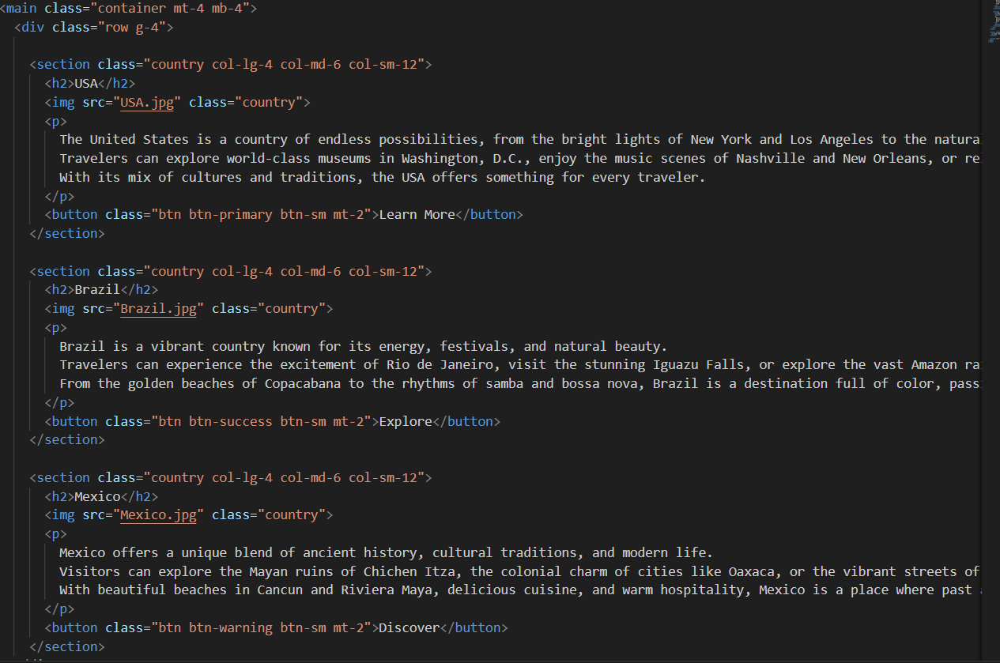 <main class="container mt-4 mb-4">
<div class="row g-4">
<section class="country col-lg-4 col-md-6 col-sm-12">
<h2>USA</h2>
<img src="USA.jpg" class="country">
<p>
The United States is a country of endless possibilities, from the bright lights of New York and Los Angeles to the
Travelers can explore world-class museums in Washington, D.C., enjoy the music scenes of Nashville and New Orleans, or
With its mix of cultures and traditions, the USA offers something for every traveler.
</p>
<button class="btn btn-primary btn-sm mt-2">Learn More</button>
</section>
<section class="country col-lg-4 col-md-6 col-sm-12">
<h2>Brazil</h2>
<img src="Brazil.jpg" class="country">
<p>
Brazil is a vibrant country known for its energy, festivals, and natural beauty.
Travelers can experience the excitement of Rio de Janeiro, visit the stunning Iguazu Falls, or explore the vast Amazon
From the golden beaches of Copacabana to the rhythms of samba and bossa nova, Brazil is a destination full of color,
</p>
<button class="btn btn-success btn-sm mt-2">Explore</button>
</section>
<section class="country col-lg-4 col-md-6 col-sm-12">
<h2>Mexico</h2>
<img src="Mexico.jpg" class="country">
<p>
Mexico offers a unique blend of ancient history, cultural traditions, and modern life.
Visitors can explore the Mayan ruins of Chichen Itza, the colonial charm of cities like Oaxaca, or the vibrant streets of
With beautiful beaches in Cancun and Riviera Maya, delicious cuisine, and warm hospitality, Mexico is a place where past
</p>
<button class="btn btn-warning btn-sm mt-2">Discover</button>
</section>